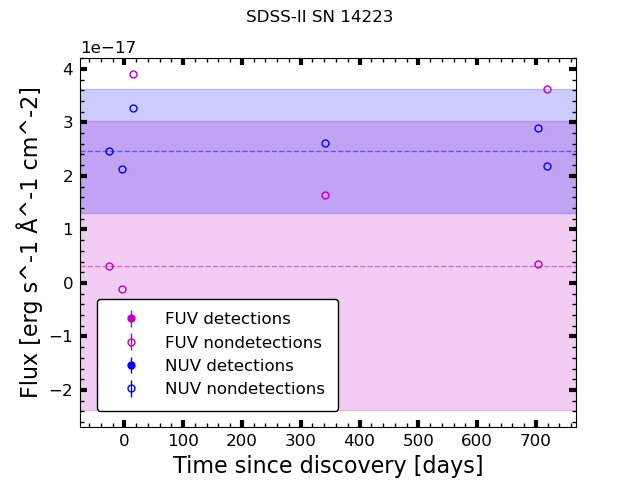 SDSS-II SN 14223
1e−17
4
3
2
1
0
−1
−2
Flux [erg s^-1 Å^-1 cm^-2]
FUV detections
FUV nondetections
NUV detections
NUV nondetections
0 100 200 300 400 500 600 700
Time since discovery [days]